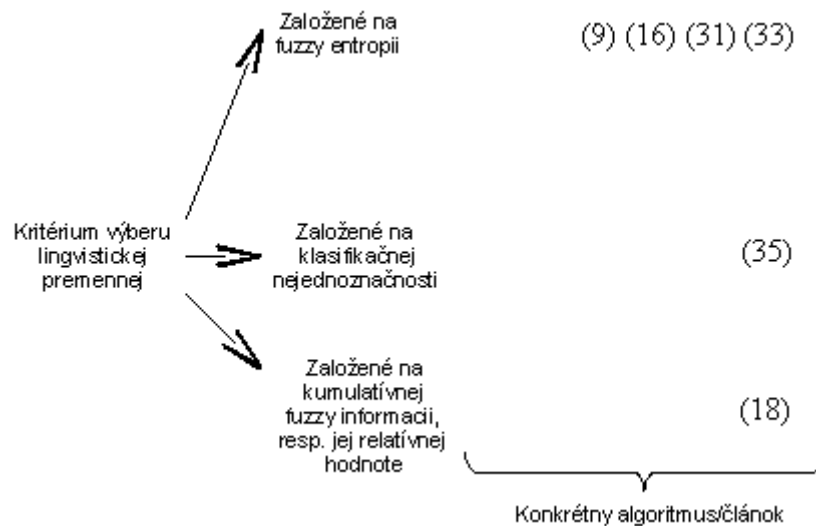 Založené na
fuzzy entropii
(9) (16) (31) (33)
Kritérium výberu
lingvistickej
premennej
Založené na
klasifikačnej
nejednoznačnosti
(35)
Založené na
kumulatívnej
fuzzy informacii,
resp. jej relatívnej
hodnote
(18)
Konkrétny algoritmus/článok